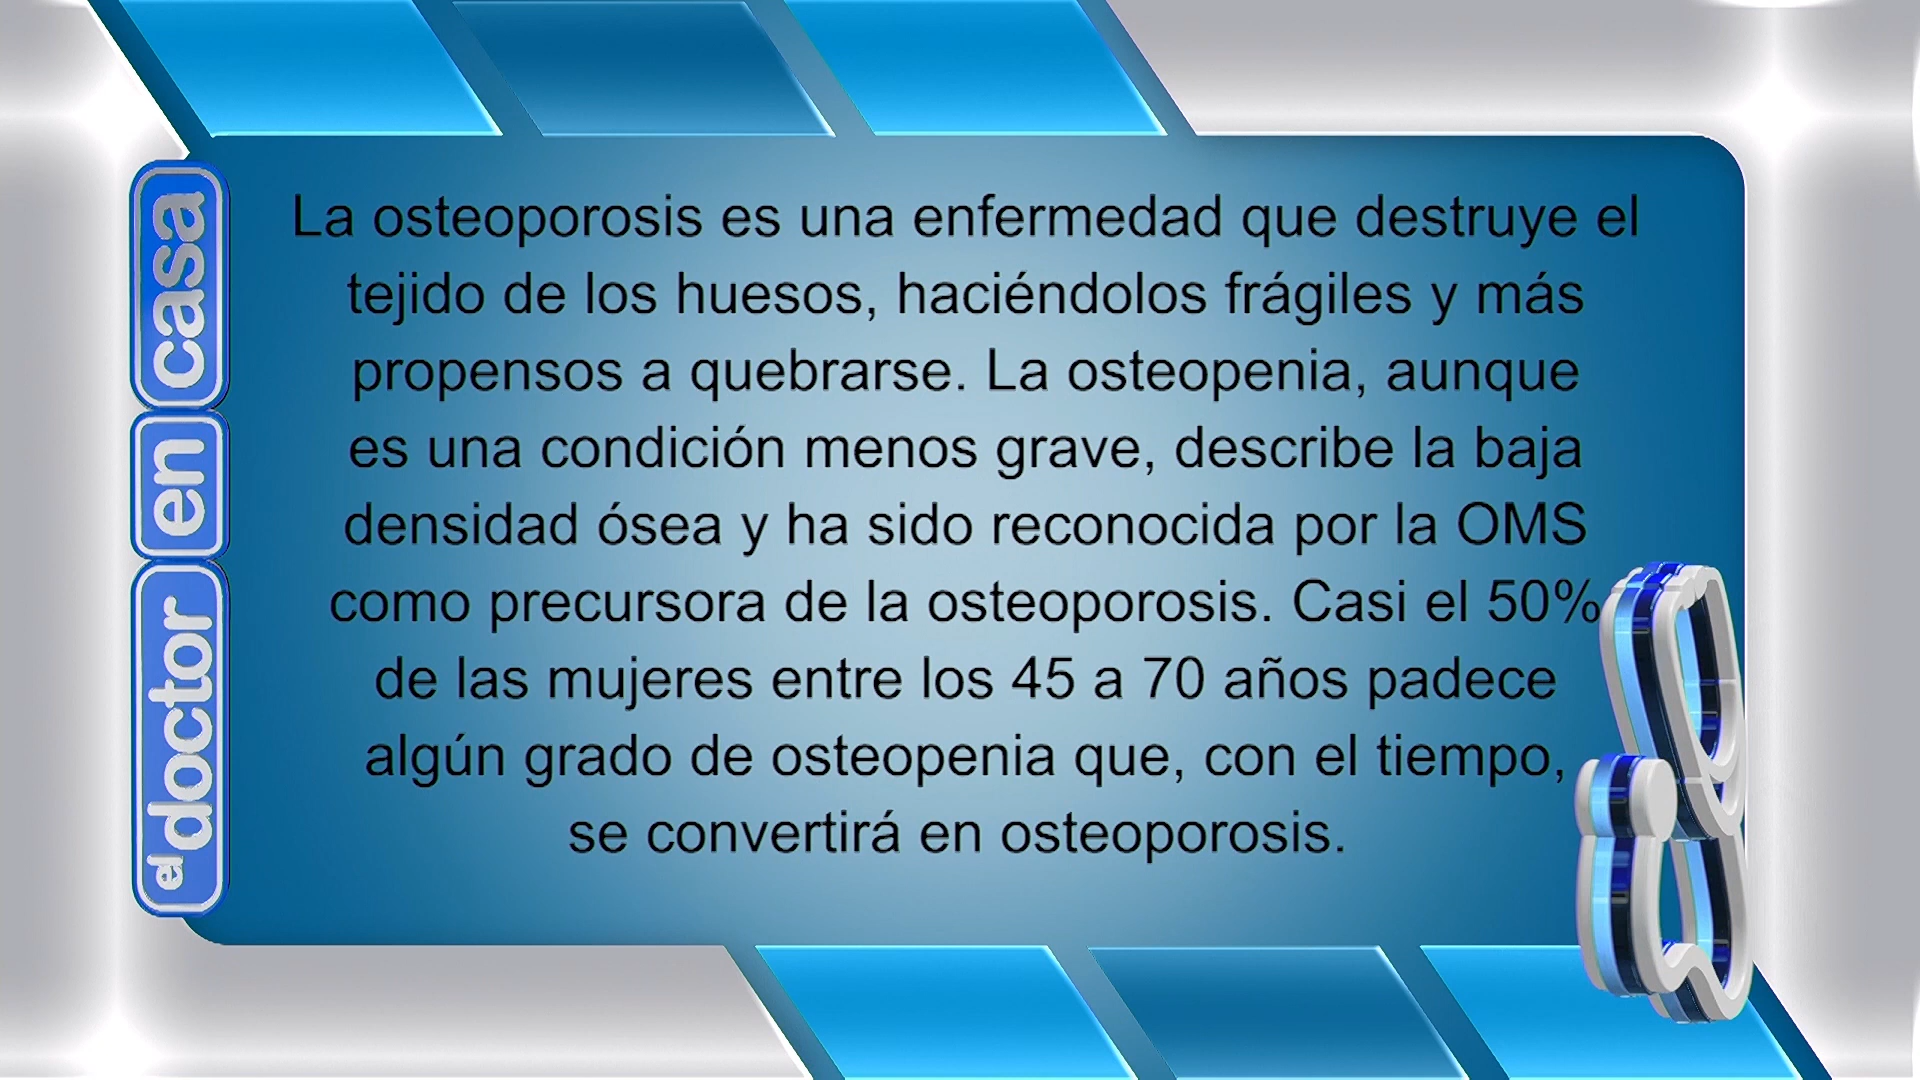 La osteoporosis es una enfermedad que destruye el
tejido de los huesos, haciéndolos frágiles y más
propensos a quebrarse. La osteopenia, aunque
es una condición menos grave, describe la baja
densidad ósea y ha sido reconocida por la OMS
como precursora de la osteoporosis. Casi el 50%
de las mujeres entre los 45 a 70 años padece
algún grado de osteopenia que, con el tiempo,
se convertirá en osteoporosis.
el doctor en casa